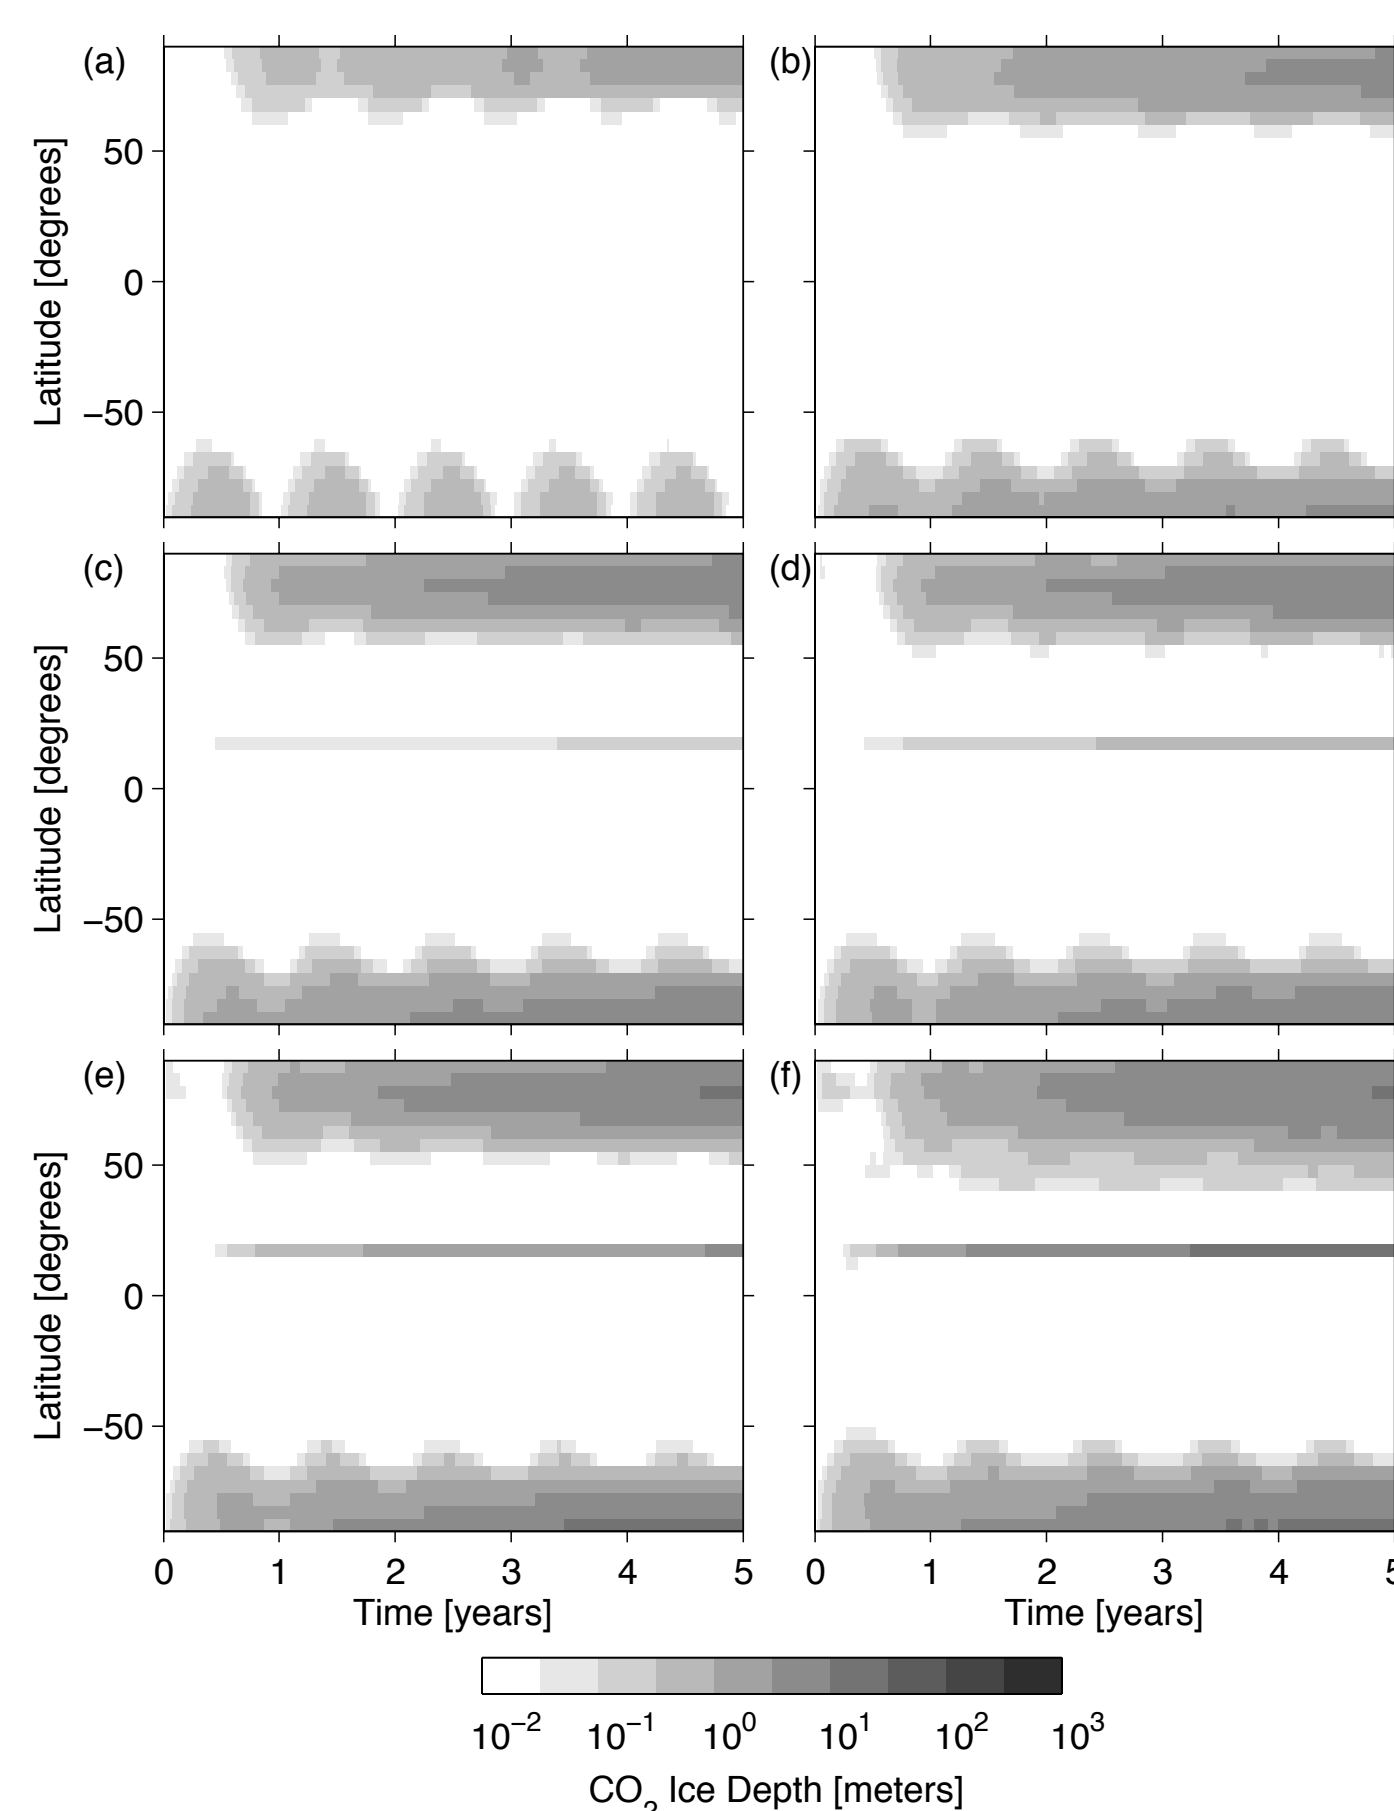 (a) (b)
50
0
−50
Latitude [degrees]
(c) (d)
50
0
−50
Latitude [degrees]
(e) (f)
50
0
−50
Latitude [degrees]
0 1 2 3 4 5 0 1 2 3 4 5
Time [years] Time [years]
10⁻² 10⁻¹ 10⁰ 10¹ 10² 10³
CO₂ Ice Depth [meters]